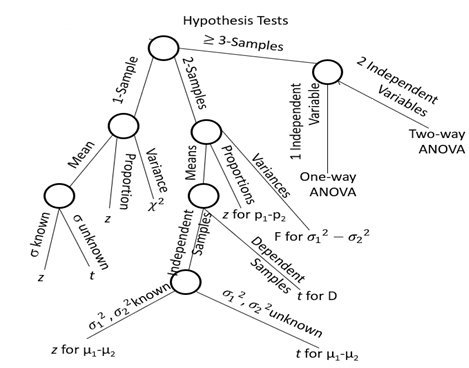 Hypothesis Tests
≥ 3-Samples
1-Sample
2-Samples
1 Independent
Variable
2 Independent
Variables
Mean
Proportion
Variance
Means
Proportions
Variances
Two-way
ANOVA
One-way
ANOVA
z
χ²
z for p₁-p₂
F for σ₁² − σ₂²
σ known
σ unknown
Independent
Samples
Dependent
Samples
z
t
t for D
σ₁², σ₂² known
σ₁², σ₂² unknown
z for μ₁-μ₂
t for μ₁-μ₂